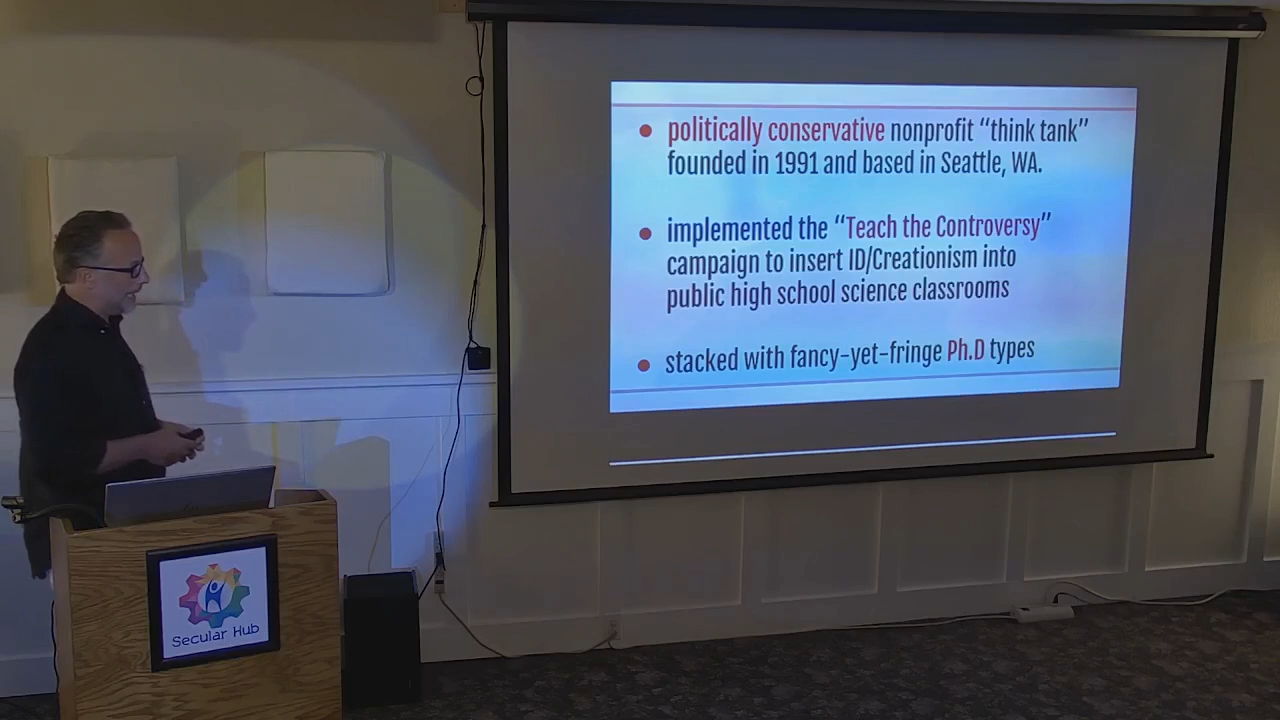 politically conservative nonprofit “think tank”
founded in 1991 and based in Seattle, WA.
implemented the “Teach the Controversy”
campaign to insert ID/Creationism into
public high school science classrooms
stacked with fancy-yet-fringe Ph.D types
Secular Hub